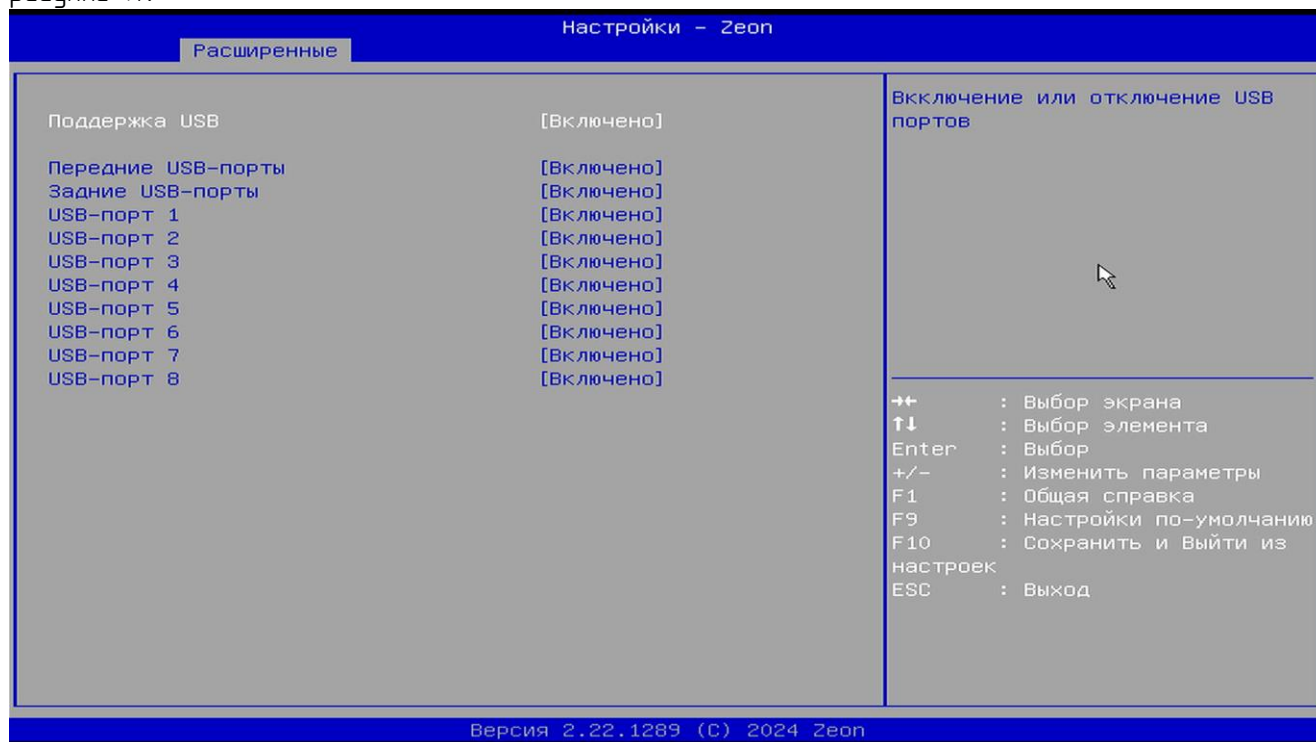 Настройки – Zeon
Расширенные
Поддержка USB [Включено]
Передние USB-порты [Включено]
Задние USB-порты [Включено]
USB-порт 1 [Включено]
USB-порт 2 [Включено]
USB-порт 3 [Включено]
USB-порт 4 [Включено]
USB-порт 5 [Включено]
USB-порт 6 [Включено]
USB-порт 7 [Включено]
USB-порт 8 [Включено]
Вкключение или отключение USB
портов
→← : Выбор экрана
↑↓ : Выбор элемента
Enter : Выбор
+/- : Изменить параметры
F1 : Общая справка
F9 : Настройки по-умолчанию
F10 : Сохранить и Выйти из
настроек
ESC : Выход
Версия 2.22.1289 (C) 2024 Zeon